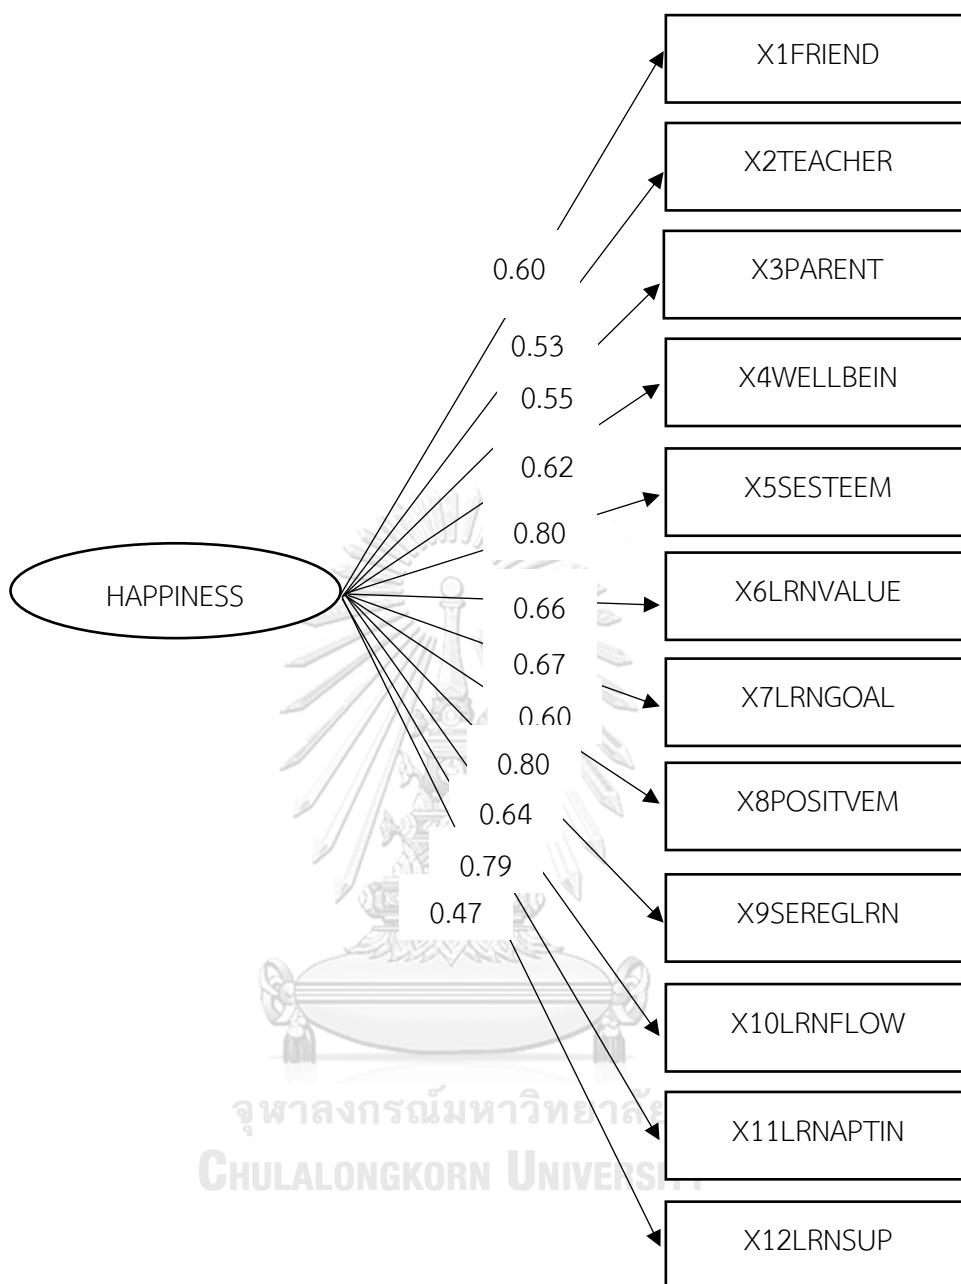 X1FRIEND
X2TEACHER
X3PARENT
X4WELLBEIN
X5SESTEEM
X6LRNVALUE
X7LRNGOAL
X8POSITVEM
X9SEREGLRN
X10LRNFLOW
X11LRNAPTIN
X12LRNSUP
HAPPINESS
0.60
0.53
0.55
0.62
0.80
0.66
0.67
0.60
0.80
0.64
0.79
0.47
จุฬาลงกรณ์มหาวิทยาลัย
CHULALONGKORN UNIVERSITY